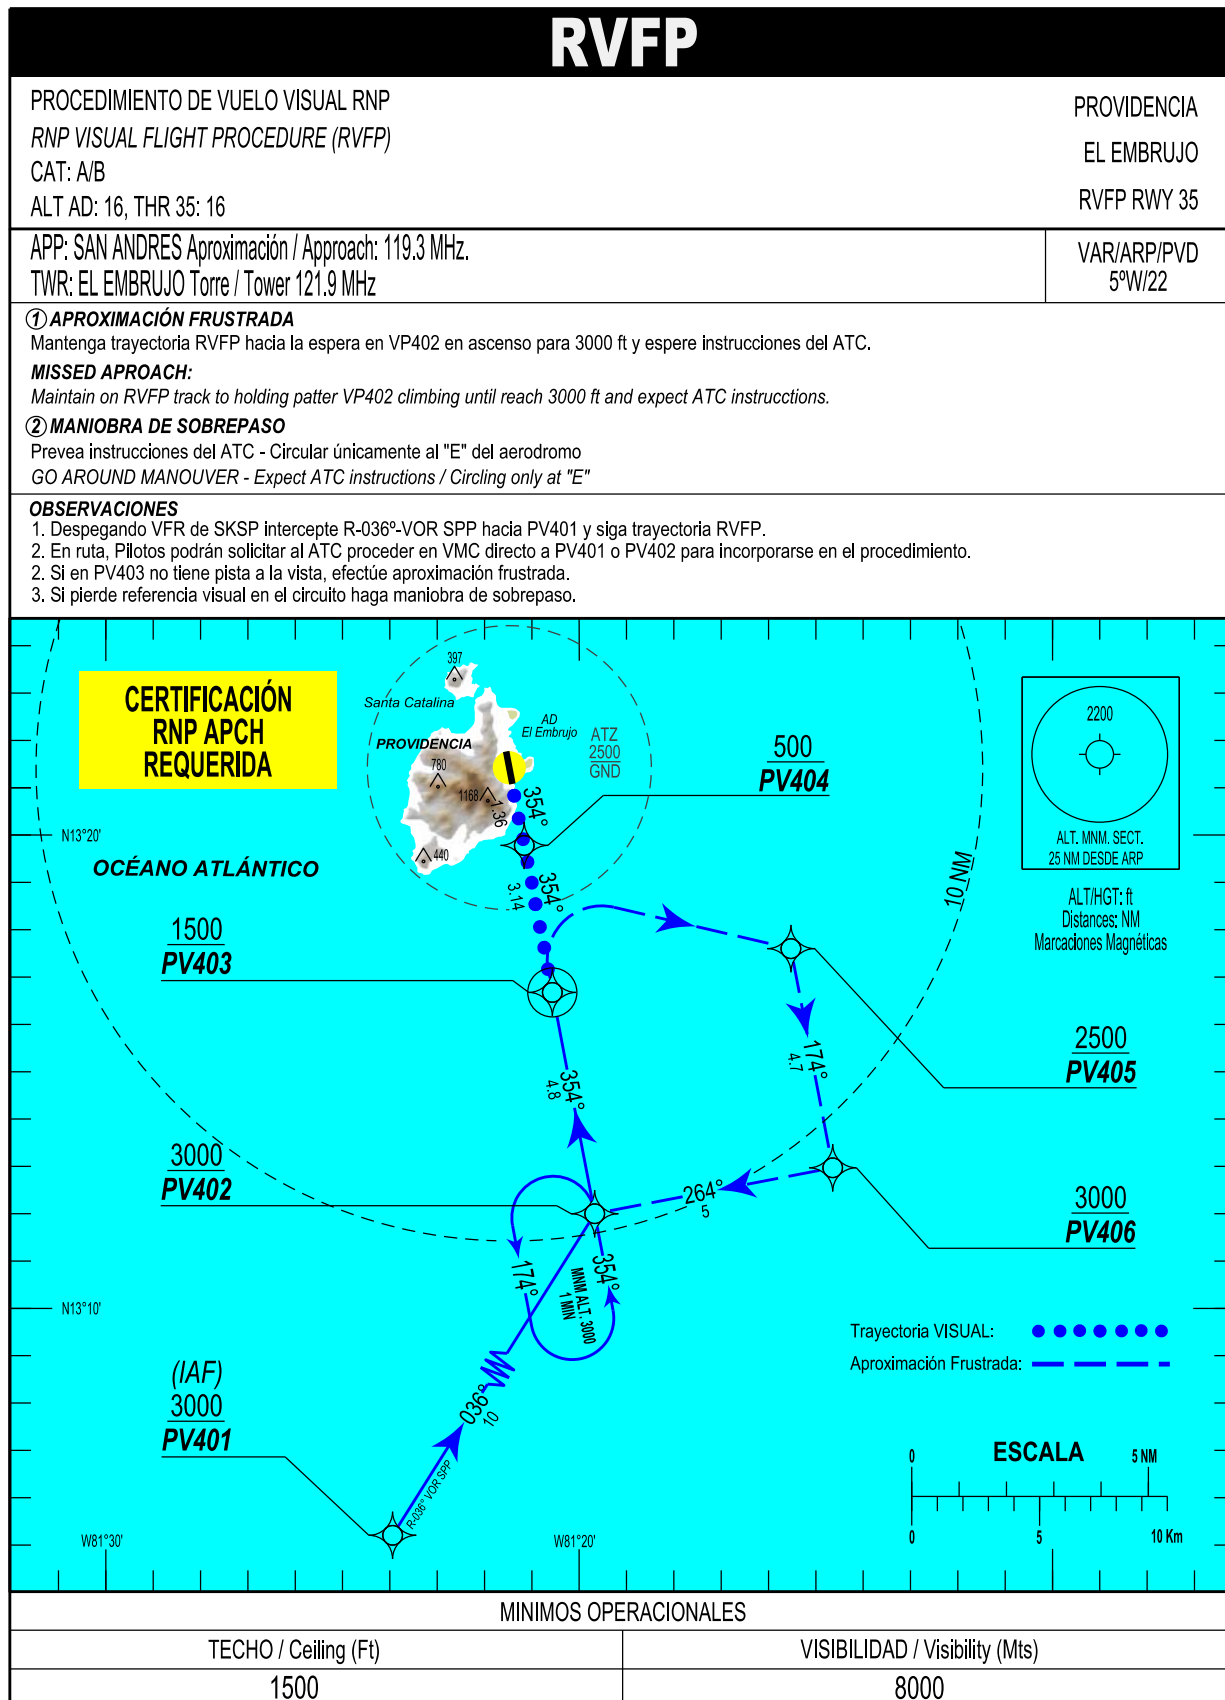 RVFP
PROCEDIMIENTO DE VUELO VISUAL RNP
RNP VISUAL FLIGHT PROCEDURE (RVFP)
CAT: A/B
ALT AD: 16, THR 35: 16
PROVIDENCIA
EL EMBRUJO
RVFP RWY 35
APP: SAN ANDRES Aproximación / Approach: 119.3 MHz.
TWR: EL EMBRUJO Torre / Tower 121.9 MHz
VAR/ARP/PVD
5ºW/22
① APROXIMACIÓN FRUSTRADA
Mantenga trayectoria RVFP hacia la espera en VP402 en ascenso para 3000 ft y espere instrucciones del ATC.
MISSED APROACH:
Maintain on RVFP track to holding patter VP402 climbing until reach 3000 ft and expect ATC instrucctions.
② MANIOBRA DE SOBREPASO
Prevea instrucciones del ATC - Circular únicamente al "E" del aerodromo
GO AROUND MANOUVER - Expect ATC instructions / Circling only at "E"
OBSERVACIONES
1. Despegando VFR de SKSP intercepte R-036º-VOR SPP hacia PV401 y siga trayectoria RVFP.
2. En ruta, Pilotos podrán solicitar al ATC proceder en VMC directo a PV401 o PV402 para incorporarse en el procedimiento.
2. Si en PV403 no tiene pista a la vista, efectúe aproximación frustrada.
3. Si pierde referencia visual en el circuito haga maniobra de sobrepaso.
CERTIFICACIÓN
RNP APCH
REQUERIDA
397
Santa Catalina
AD
El Embrujo
PROVIDENCIA
780
1168
440
ATZ
2500
GND
500
PV404
2200
ALT. MNM. SECT.
25 NM DESDE ARP
ALT/HGT: ft
Distances: NM
Marcaciones Magnéticas
10 NM
N13°20'
OCÉANO ATLÁNTICO
354°
1.36
354°
3.14
1500
PV403
2500
PV405
174°
4.7
354°
4.8
3000
PV402
264°
5
3000
PV406
174°
MNM ALT. 3000
1 MIN
354°
N13°10'
Trayectoria VISUAL:
Aproximación Frustrada:
(IAF)
3000
PV401
036°
10
R-036° VOR SPP
ESCALA
0
5 NM
0
5
10 Km
W81°30'
W81°20'
MINIMOS OPERACIONALES
TECHO / Ceiling (Ft)
VISIBILIDAD / Visibility (Mts)
1500
8000